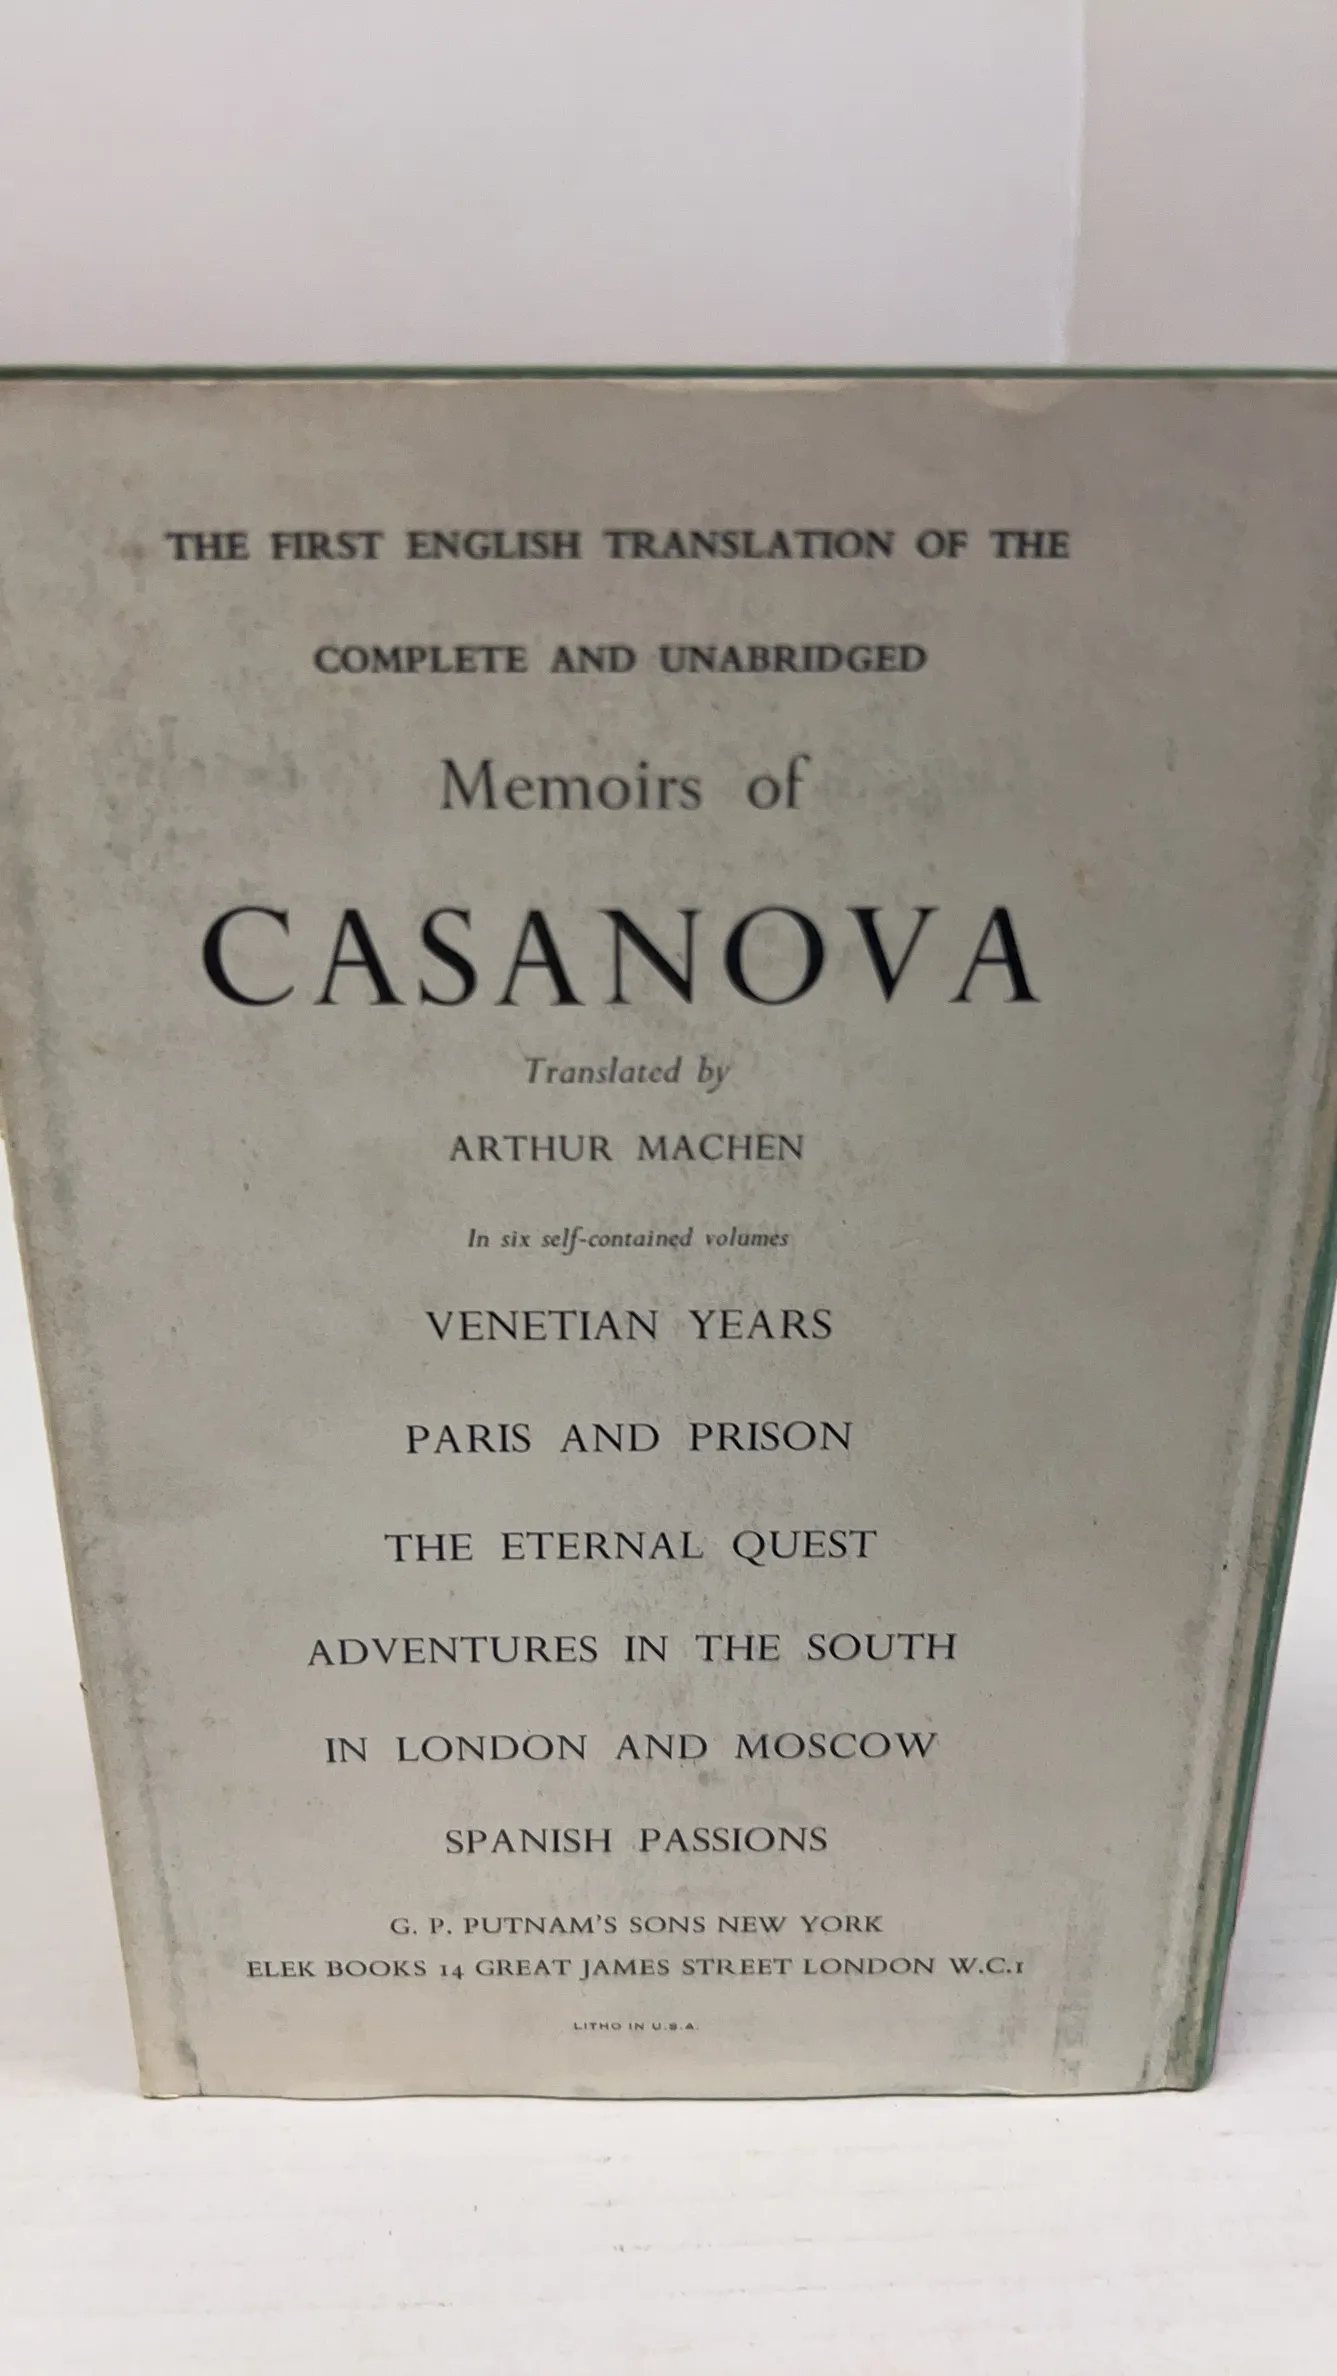 THE FIRST ENGLISH TRANSLATION OF THE
COMPLETE AND UNABRIDGED
Memoirs of
CASANOVA
Translated by
ARTHUR MACHEN
In six self-contained volumes
VENETIAN YEARS
PARIS AND PRISON
THE ETERNAL QUEST
ADVENTURES IN THE SOUTH
IN LONDON AND MOSCOW
SPANISH PASSIONS
G. P. PUTNAM'S SONS NEW YORK
ELEK BOOKS 14 GREAT JAMES STREET LONDON W.C.1
LITHO IN U.S.A.